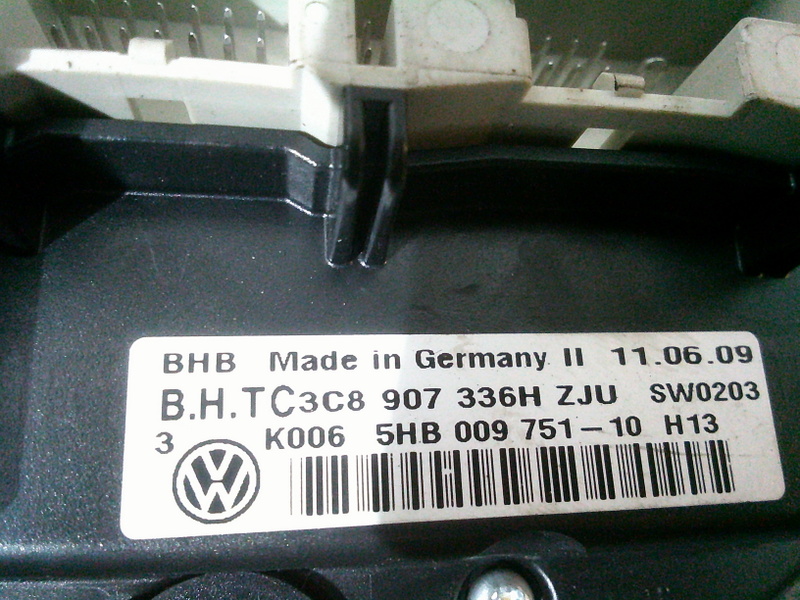 BHB Made in Germany II 11.06.09
B.H.TC3C8 907 336H ZJU SW0203
3 K006 5HB 009 751-10 H13
VW